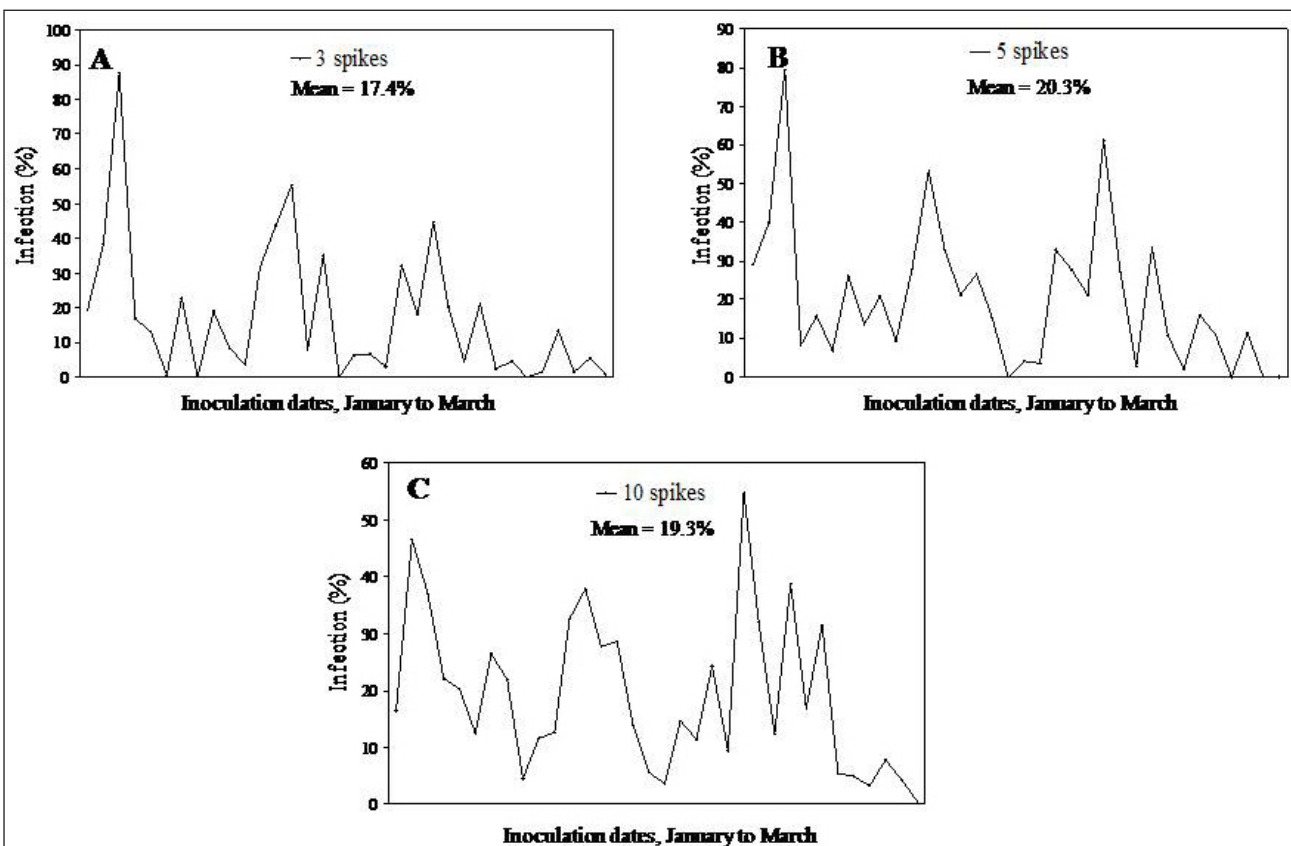 A
3 spikes
Mean = 17.4%
100
90
80
70
60
50
40
30
20
10
0
Infection (%)
Inoculation dates, January to March
B
5 spikes
Mean = 20.3%
90
80
70
60
50
40
30
20
10
0
Infection (%)
Inoculation dates, January to March
C
10 spikes
Mean = 19.3%
60
50
40
30
20
10
0
Infection (%)
Inoculation dates, January to March